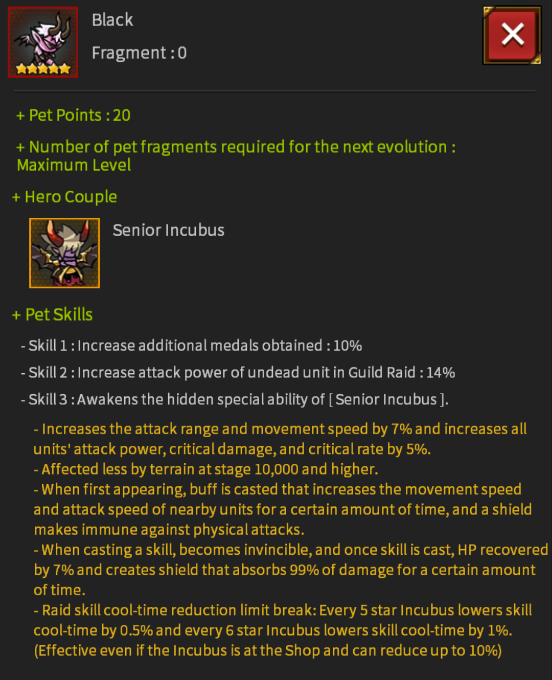 Black
Fragment : 0
+ Pet Points : 20
+ Number of pet fragments required for the next evolution :
Maximum Level
+ Hero Couple
Senior Incubus
+ Pet Skills
- Skill 1 : Increase additional medals obtained : 10%
- Skill 2 : Increase attack power of undead unit in Guild Raid : 14%
- Skill 3 : Awakens the hidden special ability of [ Senior Incubus ].
- Increases the attack range and movement speed by 7% and increases all
units' attack power, critical damage, and critical rate by 5%.
- Affected less by terrain at stage 10,000 and higher.
- When first appearing, buff is casted that increases the movement speed
and attack speed of nearby units for a certain amount of time, and a shield
makes immune against physical attacks.
- When casting a skill, becomes invincible, and once skill is cast, HP recovered
by 7% and creates shield that absorbs 99% of damage for a certain amount
of time.
- Raid skill cool-time reduction limit break: Every 5 star Incubus lowers skill
cool-time by 0.5% and every 6 star Incubus lowers skill cool-time by 1%.
(Effective even if the Incubus is at the Shop and can reduce up to 10%)